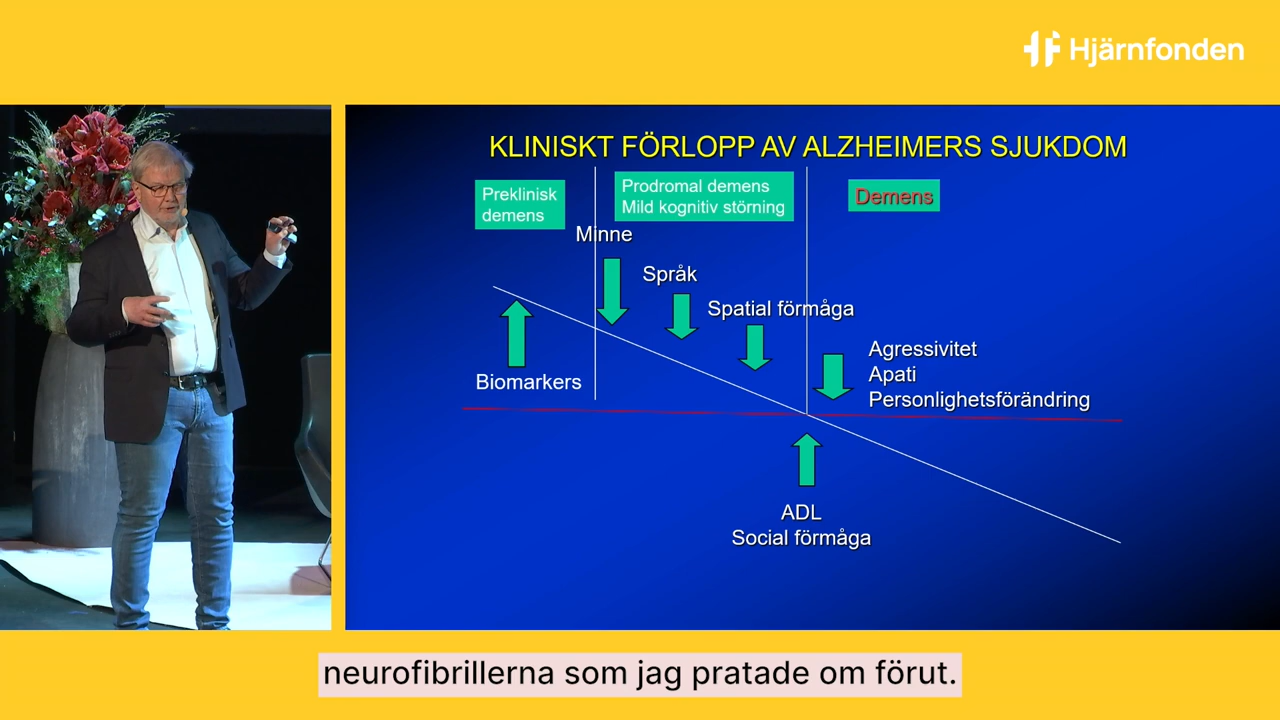 Hjärnfonden
KLINISKT FÖRLOPP AV ALZHEIMERS SJUKDOM
Preklinisk
demens
Prodromal demens
Mild kognitiv störning
Demens
Minne
Språk
Spatial förmåga
Agressivitet
Apati
Personlighetsförändring
Biomarkers
ADL
Social förmåga
neurofibrillerna som jag pratade om förut.